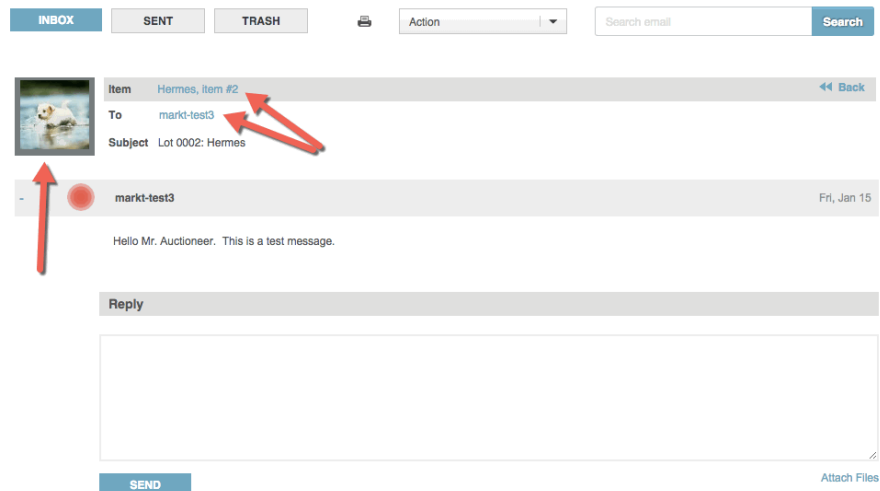 INBOX SENT TRASH Action Search email Search
Item Hermes, item #2 Back
To markt-test3
Subject Lot 0002: Hermes
- markt-test3 Fri, Jan 15
Hello Mr. Auctioneer. This is a test message.
Reply
Attach Files
SEND